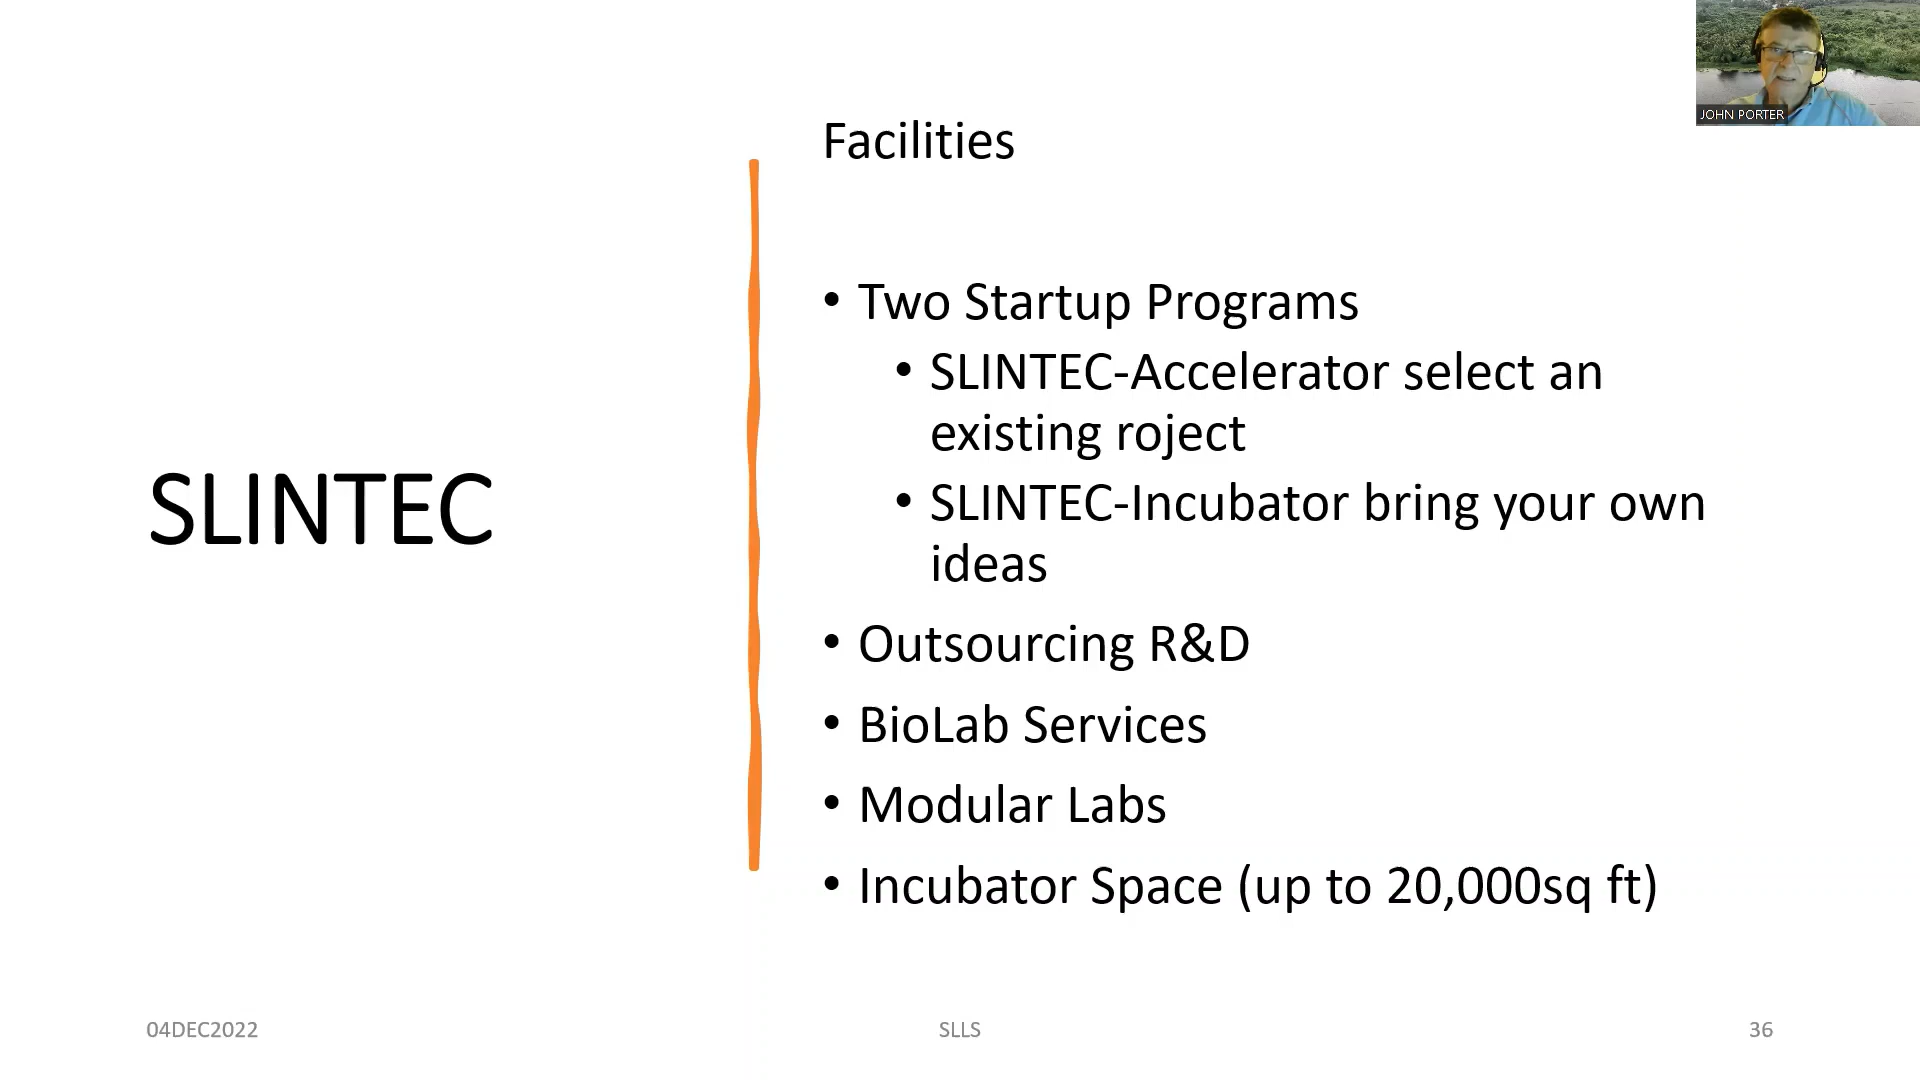 JOHN PORTER
Facilities
SLINTEC
• Two Startup Programs
• SLINTEC-Accelerator select an
existing roject
• SLINTEC-Incubator bring your own
ideas
• Outsourcing R&D
• BioLab Services
• Modular Labs
• Incubator Space (up to 20,000sq ft)
04DEC2022
SLLS
36